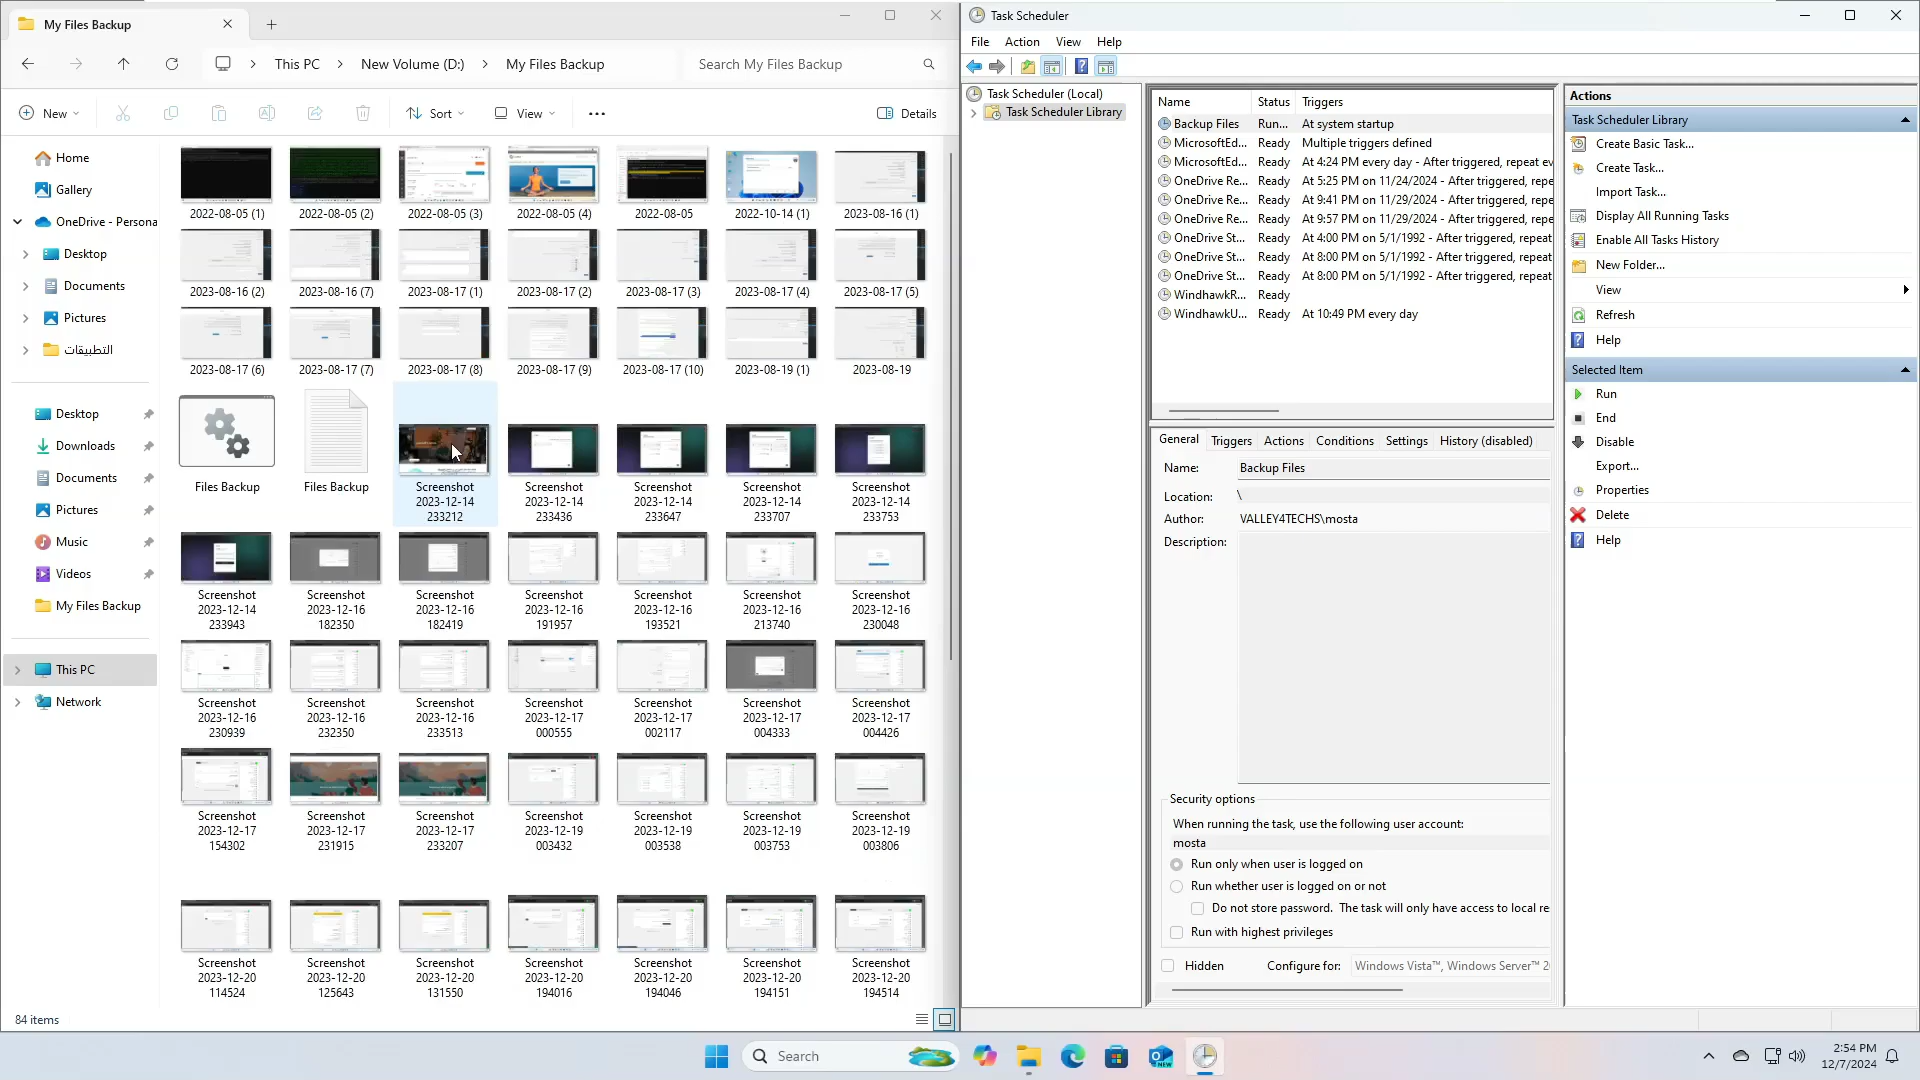 My Files Backup
This PC
New Volume (D:)
My Files Backup
Search My Files Backup
New
Sort
View
Details
Home
Gallery
OneDrive - Persona
Desktop
Documents
Pictures
التطبيقات
Desktop
Downloads
Documents
Pictures
Music
Videos
My Files Backup
This PC
Network
2022-08-05 (1)
2022-08-05 (2)
2022-08-05 (3)
2022-08-05 (4)
2022-08-05
2022-10-14 (1)
2023-08-16 (1)
2023-08-16 (2)
2023-08-16 (7)
2023-08-17 (1)
2023-08-17 (2)
2023-08-17 (3)
2023-08-17 (4)
2023-08-17 (5)
2023-08-17 (6)
2023-08-17 (7)
2023-08-17 (8)
2023-08-17 (9)
2023-08-17 (10)
2023-08-19 (1)
2023-08-19
Files Backup
Files Backup
Screenshot
2023-12-14
233212
Screenshot
2023-12-14
233436
Screenshot
2023-12-14
233647
Screenshot
2023-12-14
233707
Screenshot
2023-12-14
233753
Screenshot
2023-12-14
233943
Screenshot
2023-12-16
182350
Screenshot
2023-12-16
182419
Screenshot
2023-12-16
191957
Screenshot
2023-12-16
193521
Screenshot
2023-12-16
213740
Screenshot
2023-12-16
230048
Screenshot
2023-12-16
230939
Screenshot
2023-12-16
232350
Screenshot
2023-12-16
233513
Screenshot
2023-12-17
000555
Screenshot
2023-12-17
002117
Screenshot
2023-12-17
004333
Screenshot
2023-12-17
004426
Screenshot
2023-12-17
154302
Screenshot
2023-12-17
231915
Screenshot
2023-12-17
233207
Screenshot
2023-12-19
003432
Screenshot
2023-12-19
003538
Screenshot
2023-12-19
003753
Screenshot
2023-12-19
003806
Screenshot
2023-12-20
114524
Screenshot
2023-12-20
125643
Screenshot
2023-12-20
131550
Screenshot
2023-12-20
194016
Screenshot
2023-12-20
194046
Screenshot
2023-12-20
194151
Screenshot
2023-12-20
194514
84 items
Task Scheduler
File Action View Help
Task Scheduler (Local)
Task Scheduler Library
Name Status Triggers
Backup Files Run... At system startup
MicrosoftEd... Ready Multiple triggers defined
MicrosoftEd... Ready At 4:24 PM every day - After triggered, repeat ev
OneDrive Re... Ready At 5:25 PM on 11/24/2024 - After triggered, repe
OneDrive Re... Ready At 9:41 PM on 11/29/2024 - After triggered, repe
OneDrive Re... Ready At 9:57 PM on 11/29/2024 - After triggered, repe
OneDrive St... Ready At 4:00 PM on 5/1/1992 - After triggered, repeat
OneDrive St... Ready At 8:00 PM on 5/1/1992 - After triggered, repeat
OneDrive St... Ready At 8:00 PM on 5/1/1992 - After triggered, repeat
WindhawkR... Ready
WindhawkU... Ready At 10:49 PM every day
General Triggers Actions Conditions Settings History (disabled)
Name: Backup Files
Location: \
Author: VALLEY4TECHS\mosta
Description:
Security options
When running the task, use the following user account:
mosta
Run only when user is logged on
Run whether user is logged on or not
Do not store password. The task will only have access to local re
Run with highest privileges
Hidden Configure for: Windows Vista™, Windows Server™ 2
Actions
Task Scheduler Library
Create Basic Task...
Create Task...
Import Task...
Display All Running Tasks
Enable All Tasks History
New Folder...
View
Refresh
Help
Selected Item
Run
End
Disable
Export...
Properties
Delete
Help
Search
NEW
2:54 PM
12/7/2024